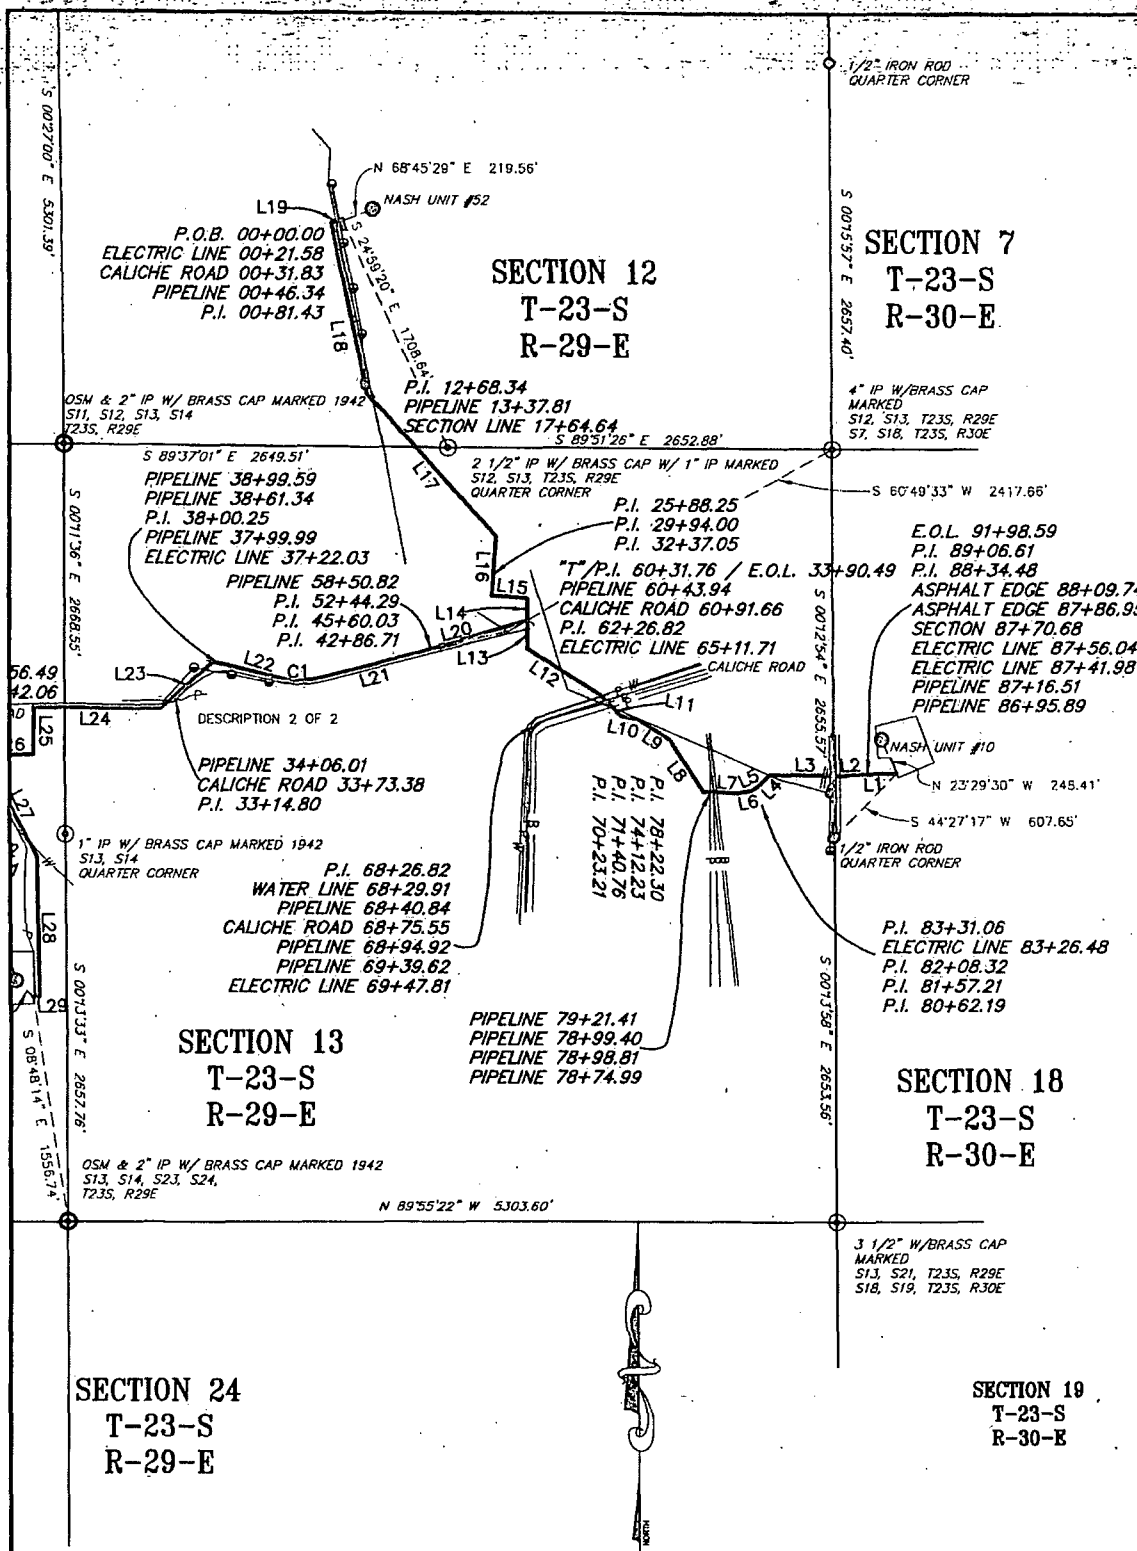 1/2" IRON ROD
QUARTER CORNER
S 00°27'00" E 5301.39'
N 68°45'29" E 219.56'
NASH UNIT #52
L19
P.O.B. 00+00.00
ELECTRIC LINE 00+21.58
CALICHE ROAD 00+31.83
PIPELINE 00+46.34
P.I. 00+81.43
S 24°59'20" E 1708.64'
L18
SECTION 12
T-23-S
R-29-E
S 00°15'57" E 2657.40'
SECTION 7
T-23-S
R-30-E
OSM & 2" IP W/ BRASS CAP MARKED 1942
S11, S12, S13, S14
T23S, R29E
P.I. 12+68.34
PIPELINE 13+37.81
SECTION LINE 17+64.64
4" IP W/BRASS CAP
MARKED
S12, S13, T23S, R29E
S7, S18, T23S, R30E
S 89°37'01" E 2649.51'
S 89°51'26" E 2652.88'
L17
2 1/2" IP W/ BRASS CAP W/ 1" IP MARKED
S12, S13, T23S, R29E
QUARTER CORNER
S 60°49'33" W 2417.66'
PIPELINE 38+99.59
PIPELINE 38+61.34
P.I. 38+00.25
PIPELINE 37+99.99
ELECTRIC LINE 37+22.03
P.I. 25+88.25
P.I. 29+94.00
P.I. 32+37.05
S 00°11'36" E 2668.55'
L16
L15
PIPELINE 58+50.82
P.I. 52+44.29
P.I. 45+60.03
P.I. 42+86.71
L14
L20
L13
"T"/P.I. 60+31.76 / E.O.L. 33+90.49
PIPELINE 60+43.94
CALICHE ROAD 60+91.66
P.I. 62+26.82
ELECTRIC LINE 65+11.71
E.O.L. 91+98.59
P.I. 89+06.61
P.I. 88+34.48
ASPHALT EDGE 88+09.74
ASPHALT EDGE 87+86.95
SECTION 87+70.68
ELECTRIC LINE 87+56.04
ELECTRIC LINE 87+41.98
PIPELINE 87+16.51
PIPELINE 86+95.89
S 00°12'54" E 2655.57'
56.49
42.06
L23
L22
C1
L21
L12
CALICHE ROAD
L11
L24
L25
DESCRIPTION 2 OF 2
L10
L9
L8
L7
L6
L5
L4
L3
L2
L1
NASH UNIT #10
N 23°29'30" W 245.41'
S 44°27'17" W 607.65'
PIPELINE 34+06.01
CALICHE ROAD 33+73.38
P.I. 33+14.80
L27
P.I. 78+22.30
P.I. 74+12.23
P.I. 71+40.76
P.I. 70+23.21
1/2" IRON ROD
QUARTER CORNER
1" IP W/ BRASS CAP MARKED 1942
S13, S14
QUARTER CORNER
P.I. 68+26.82
WATER LINE 68+29.91
PIPELINE 68+40.84
CALICHE ROAD 68+75.55
PIPELINE 68+94.92
PIPELINE 69+39.62
ELECTRIC LINE 69+47.81
L28
L29
P.I. 83+31.06
ELECTRIC LINE 83+26.48
P.I. 82+08.32
P.I. 81+57.21
P.I. 80+62.19
S 00°13'33" E 2657.76'
S 08°48'14" E 1556.74'
PIPELINE 79+21.41
PIPELINE 78+99.40
PIPELINE 78+98.81
PIPELINE 78+74.99
S 00°13'58" E 2653.56'
SECTION 13
T-23-S
R-29-E
SECTION 18
T-23-S
R-30-E
OSM & 2" IP W/ BRASS CAP MARKED 1942
S13, S14, S23, S24,
T23S, R29E
N 89°55'22" W 5303.60'
3 1/2" W/BRASS CAP
MARKED
S13, S21, T23S, R29E
S18, S19, T23S, R30E
SECTION 24
T-23-S
R-29-E
SECTION 19
T-23-S
R-30-E
NORTH